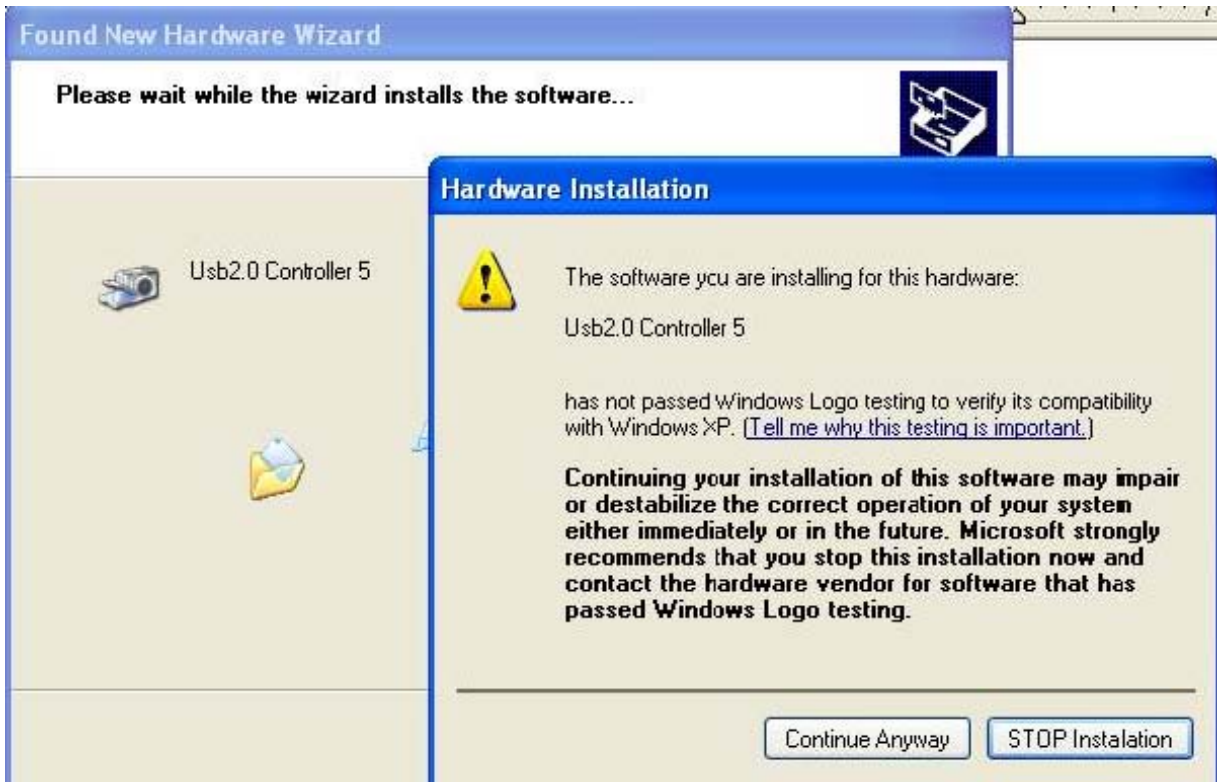 Found New Hardware Wizard
Please wait while the wizard installs the software...
Usb2.0 Controller 5
Hardware Installation
The software you are installing for this hardware:
Usb2.0 Controller 5
has not passed Windows Logo testing to verify its compatibility
with Windows XP. (Tell me why this testing is important.)
Continuing your installation of this software may impair
or destabilize the correct operation of your system
either immediately or in the future. Microsoft strongly
recommends that you stop this installation now and
contact the hardware vendor for software that has
passed Windows Logo testing.
Continue Anyway
STOP Instalation